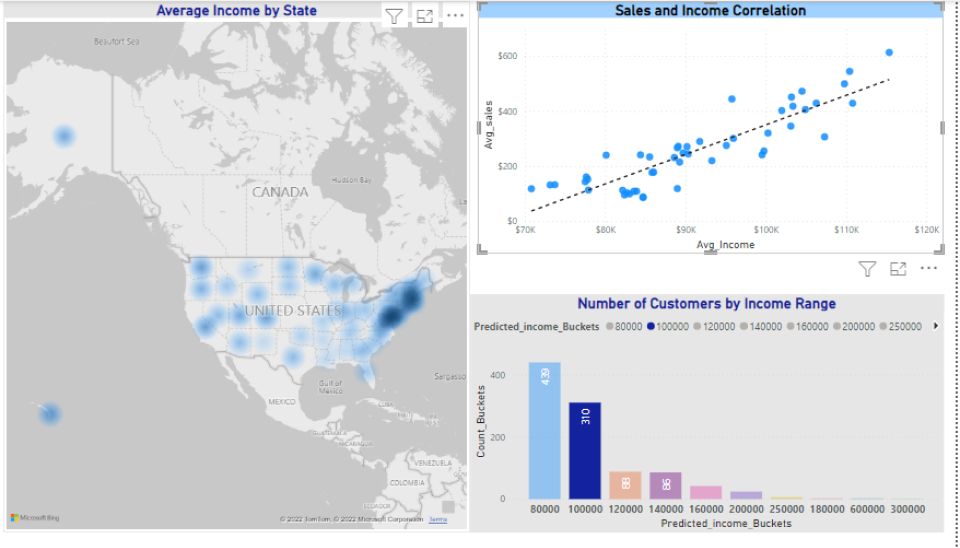 Average Income by State
Beaufort Sea
Hudson Bay
CANADA
UNITED STATES
Gulf of
Mexico
MEXICO
CUBA
Sargasso
GUATEMALA
NICARAGUA
VENEZUELA
COLOMBIA
ECUADOR
Microsoft Bing
© 2022 TomTom, © 2022 Microsoft Corporation Terms
Sales and Income Correlation
Avg_sales
$600
$400
$200
$0
$70K $80K $90K $100K $110K $120K
Avg_Income
Number of Customers by Income Range
Predicted_income_Buckets 80000 100000 120000 140000 160000 200000 250000
Count_Buckets
400
200
0
439
310
88
86
80000 100000 120000 140000 160000 200000 250000 180000 600000 300000
Predicted_income_Buckets